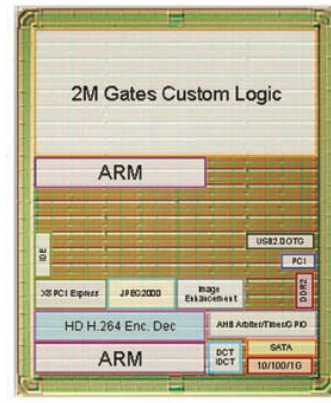 2M Gates Custom Logic
ARM
USB2.0 OTG
IDE
PCI
DDR2
X8 PCI Express
JPEG2000
Image
Enhancement
HD H.264 Enc. Dec
AHB Arbiter/Timer/GPIO
ARM
DCT
IDCT
SATA
10/100/1G